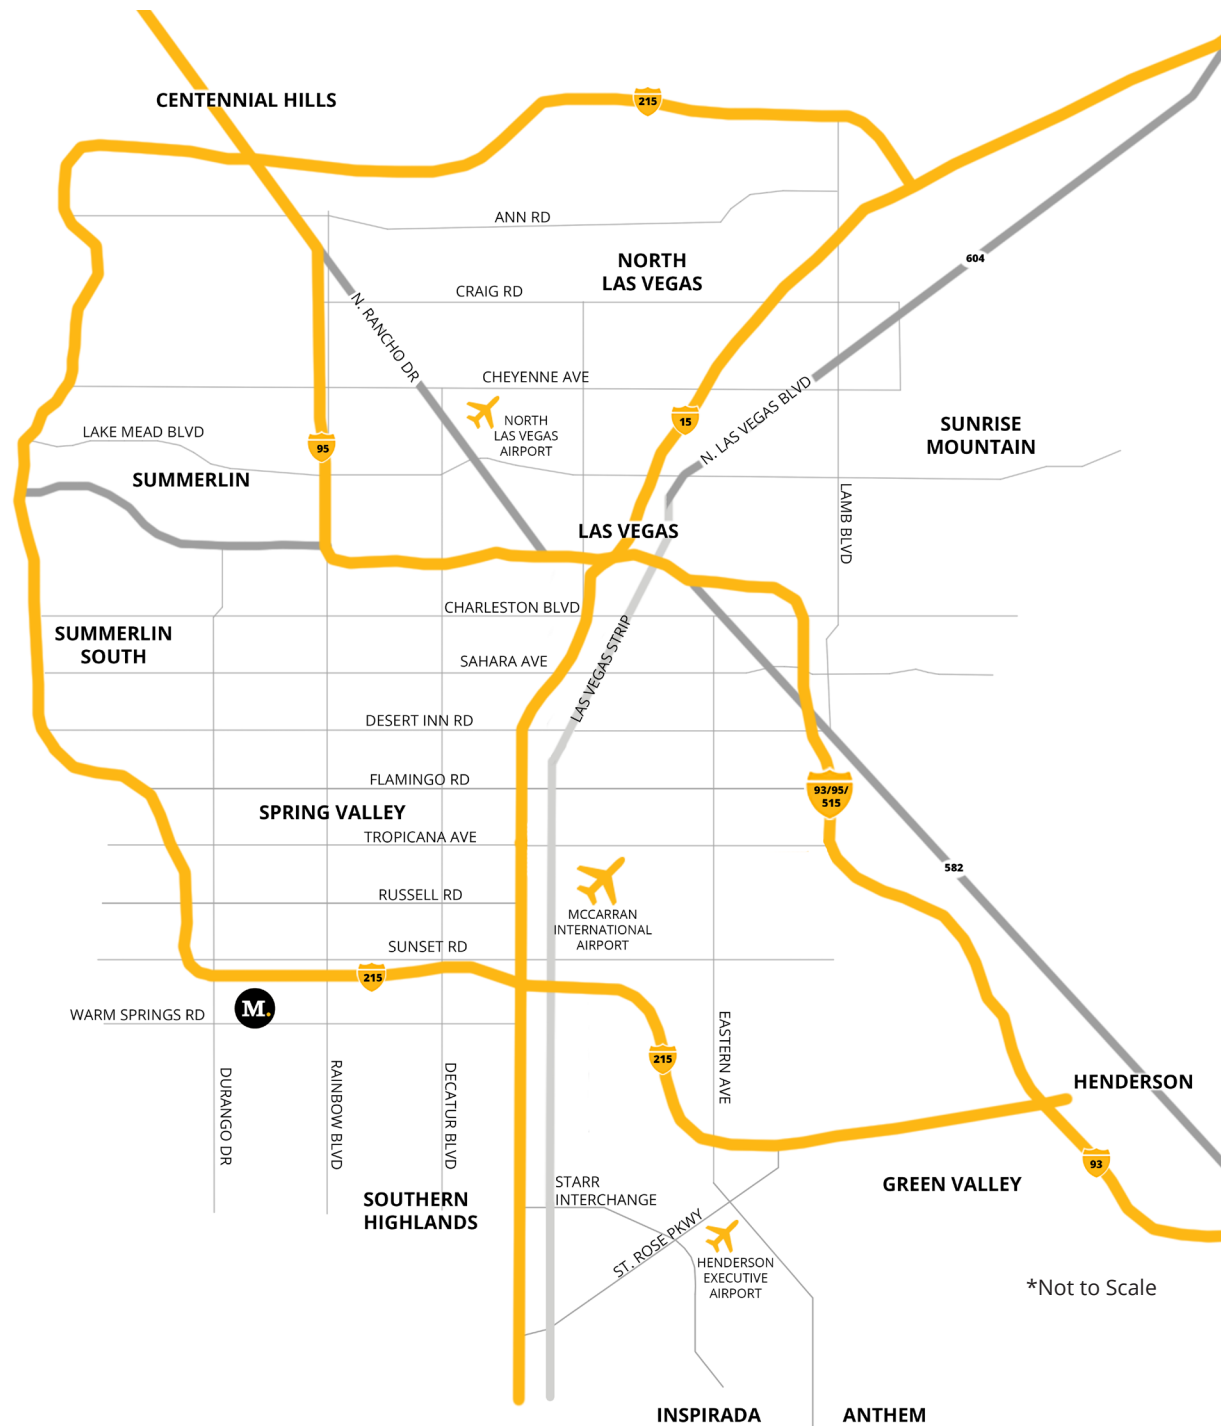 215
CENTENNIAL HILLS
ANN RD
NORTH
LAS VEGAS
604
CRAIG RD
N. RANCHO DR
CHEYENNE AVE
NORTH
LAS VEGAS
AIRPORT
15
N. LAS VEGAS BLVD
SUNRISE
MOUNTAIN
LAKE MEAD BLVD
95
SUMMERLIN
LAMB BLVD
LAS VEGAS
CHARLESTON BLVD
SUMMERLIN
SOUTH
LAS VEGAS STRIP
SAHARA AVE
DESERT INN RD
FLAMINGO RD
93/95/
515
SPRING VALLEY
TROPICANA AVE
582
RUSSELL RD
MCCARRAN
INTERNATIONAL
AIRPORT
SUNSET RD
215
M.
WARM SPRINGS RD
215
EASTERN AVE
DURANGO DR
RAINBOW BLVD
DECATUR BLVD
HENDERSON
93
STARR
INTERCHANGE
GREEN VALLEY
SOUTHERN
HIGHLANDS
ST. ROSE PKWY
HENDERSON
EXECUTIVE
AIRPORT
*Not to Scale
INSPIRADA
ANTHEM